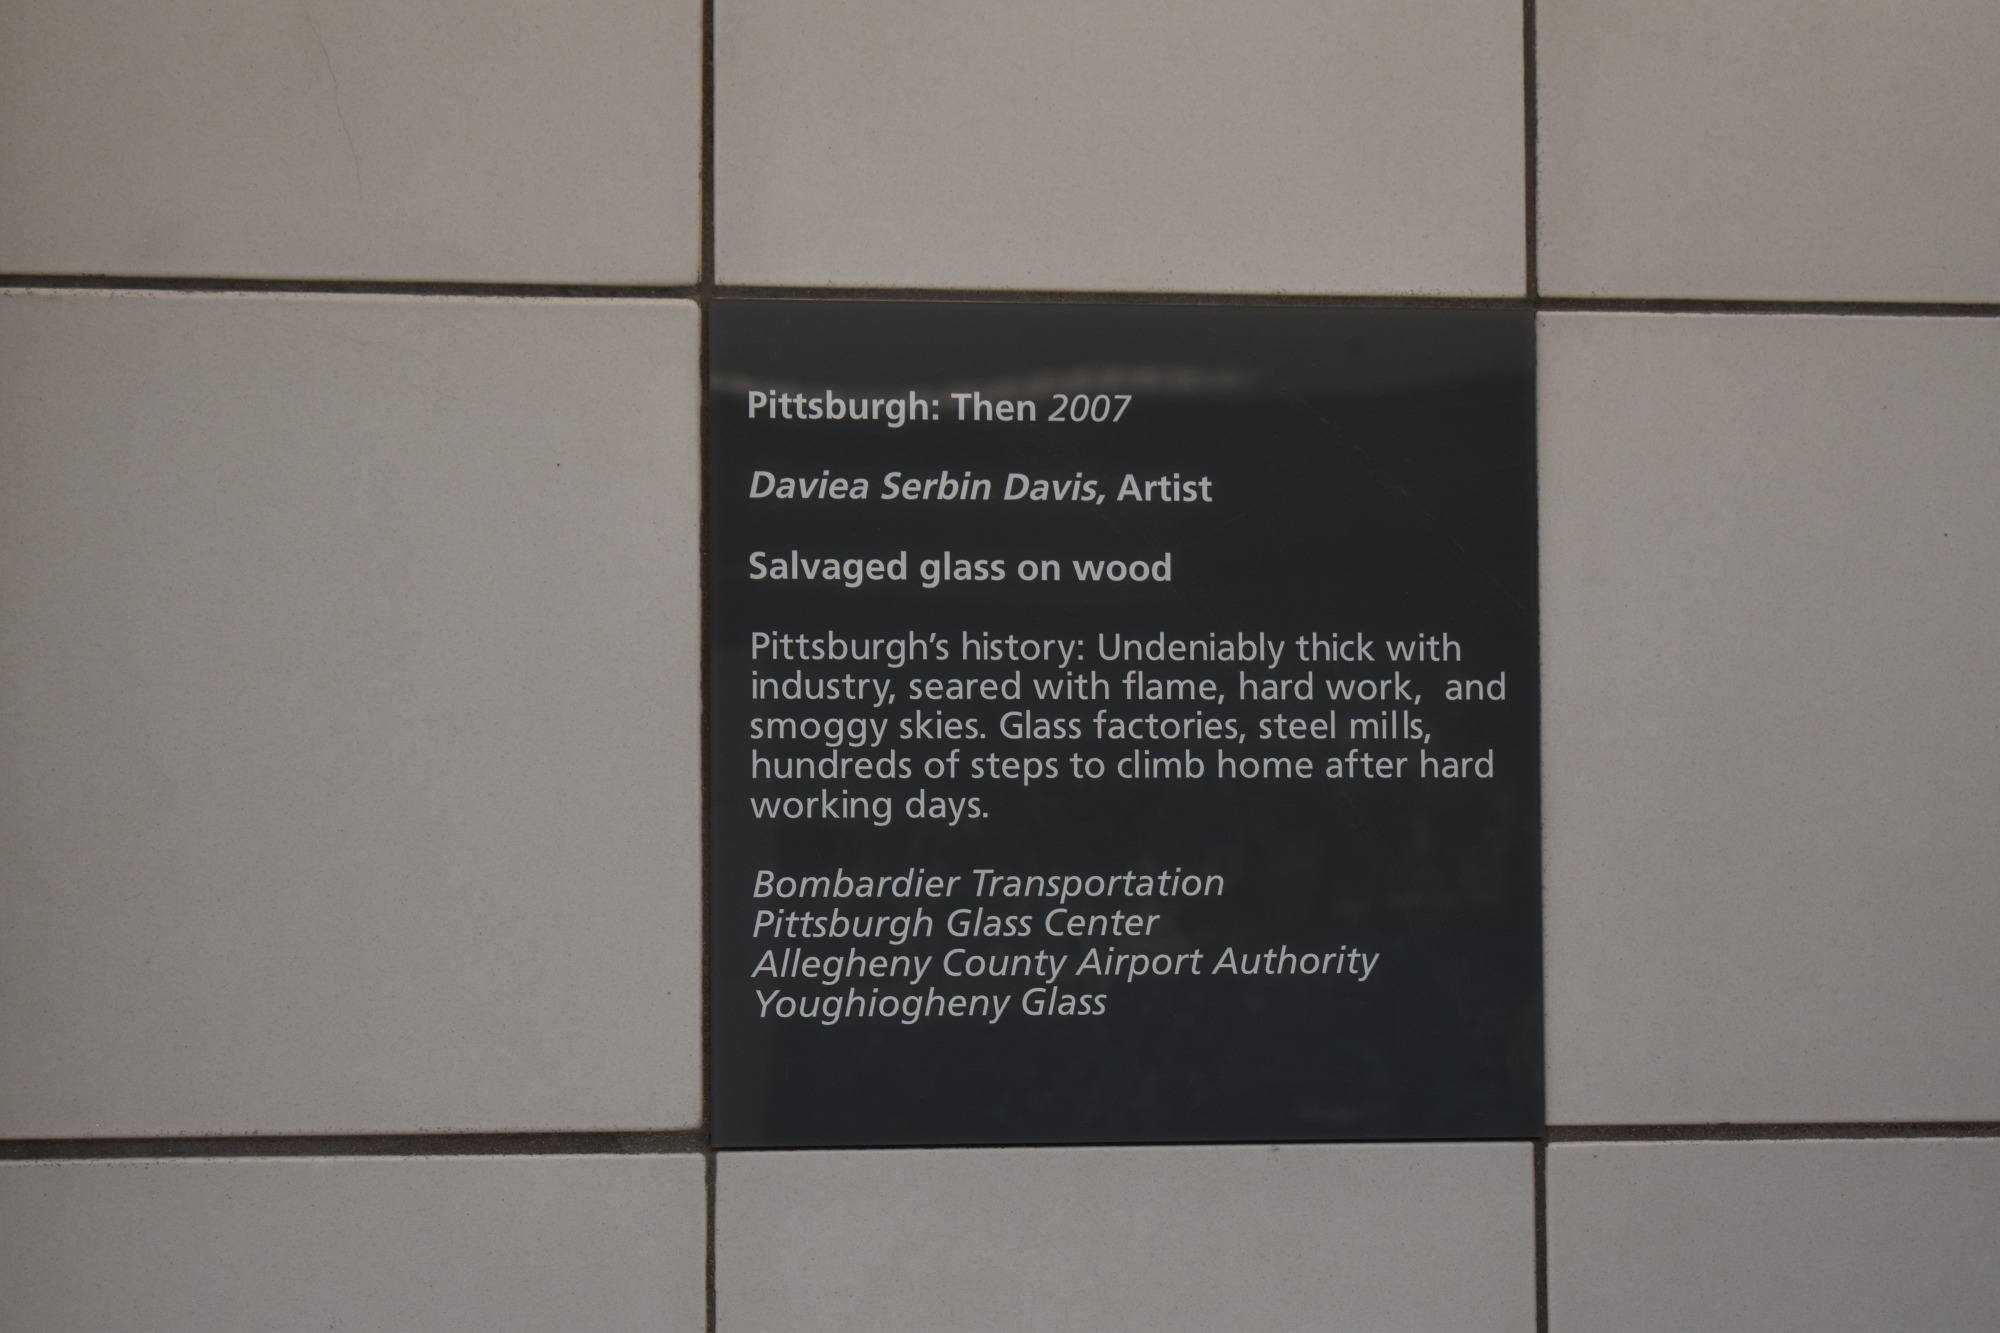 Pittsburgh: Then 2007
Daviea Serbin Davis, Artist
Salvaged glass on wood
Pittsburgh's history: Undeniably thick with
industry, seared with flame, hard work,  and
smoggy skies. Glass factories, steel mills,
hundreds of steps to climb home after hard
working days.
Bombardier Transportation
Pittsburgh Glass Center
Allegheny County Airport Authority
Youghiogheny Glass